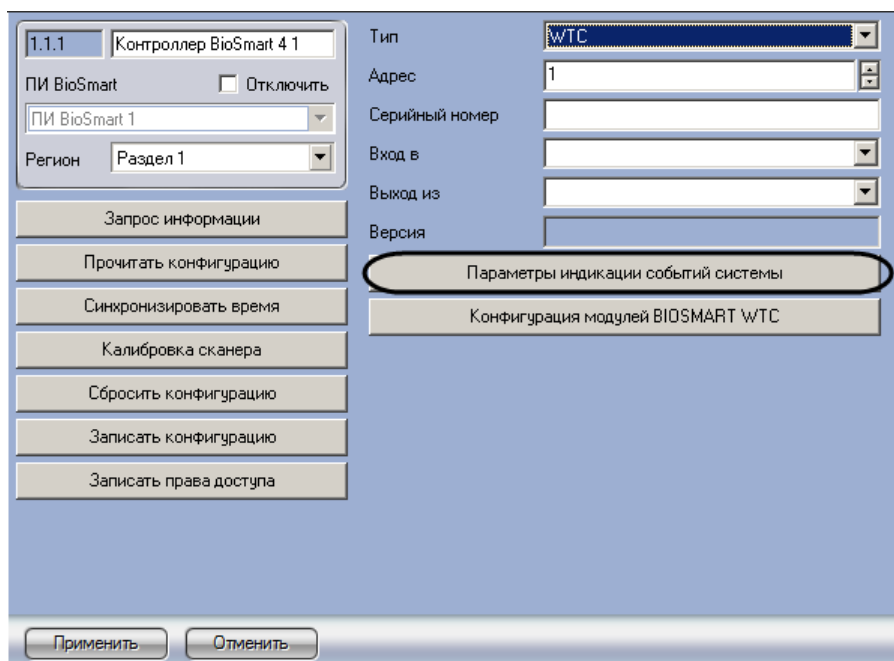 1.1.1 Контроллер BioSmart 4 1
ПИ BioSmart Отключить
ПИ BioSmart 1
Регион Раздел 1
Запрос информации
Прочитать конфигурацию
Синхронизировать время
Калибровка сканера
Сбросить конфигурацию
Записать конфигурацию
Записать права доступа
Тип WTC
Адрес 1
Серийный номер
Вход в
Выход из
Версия
Параметры индикации событий системы
Конфигурация модулей BIOSMART WTC
Применить Отменить